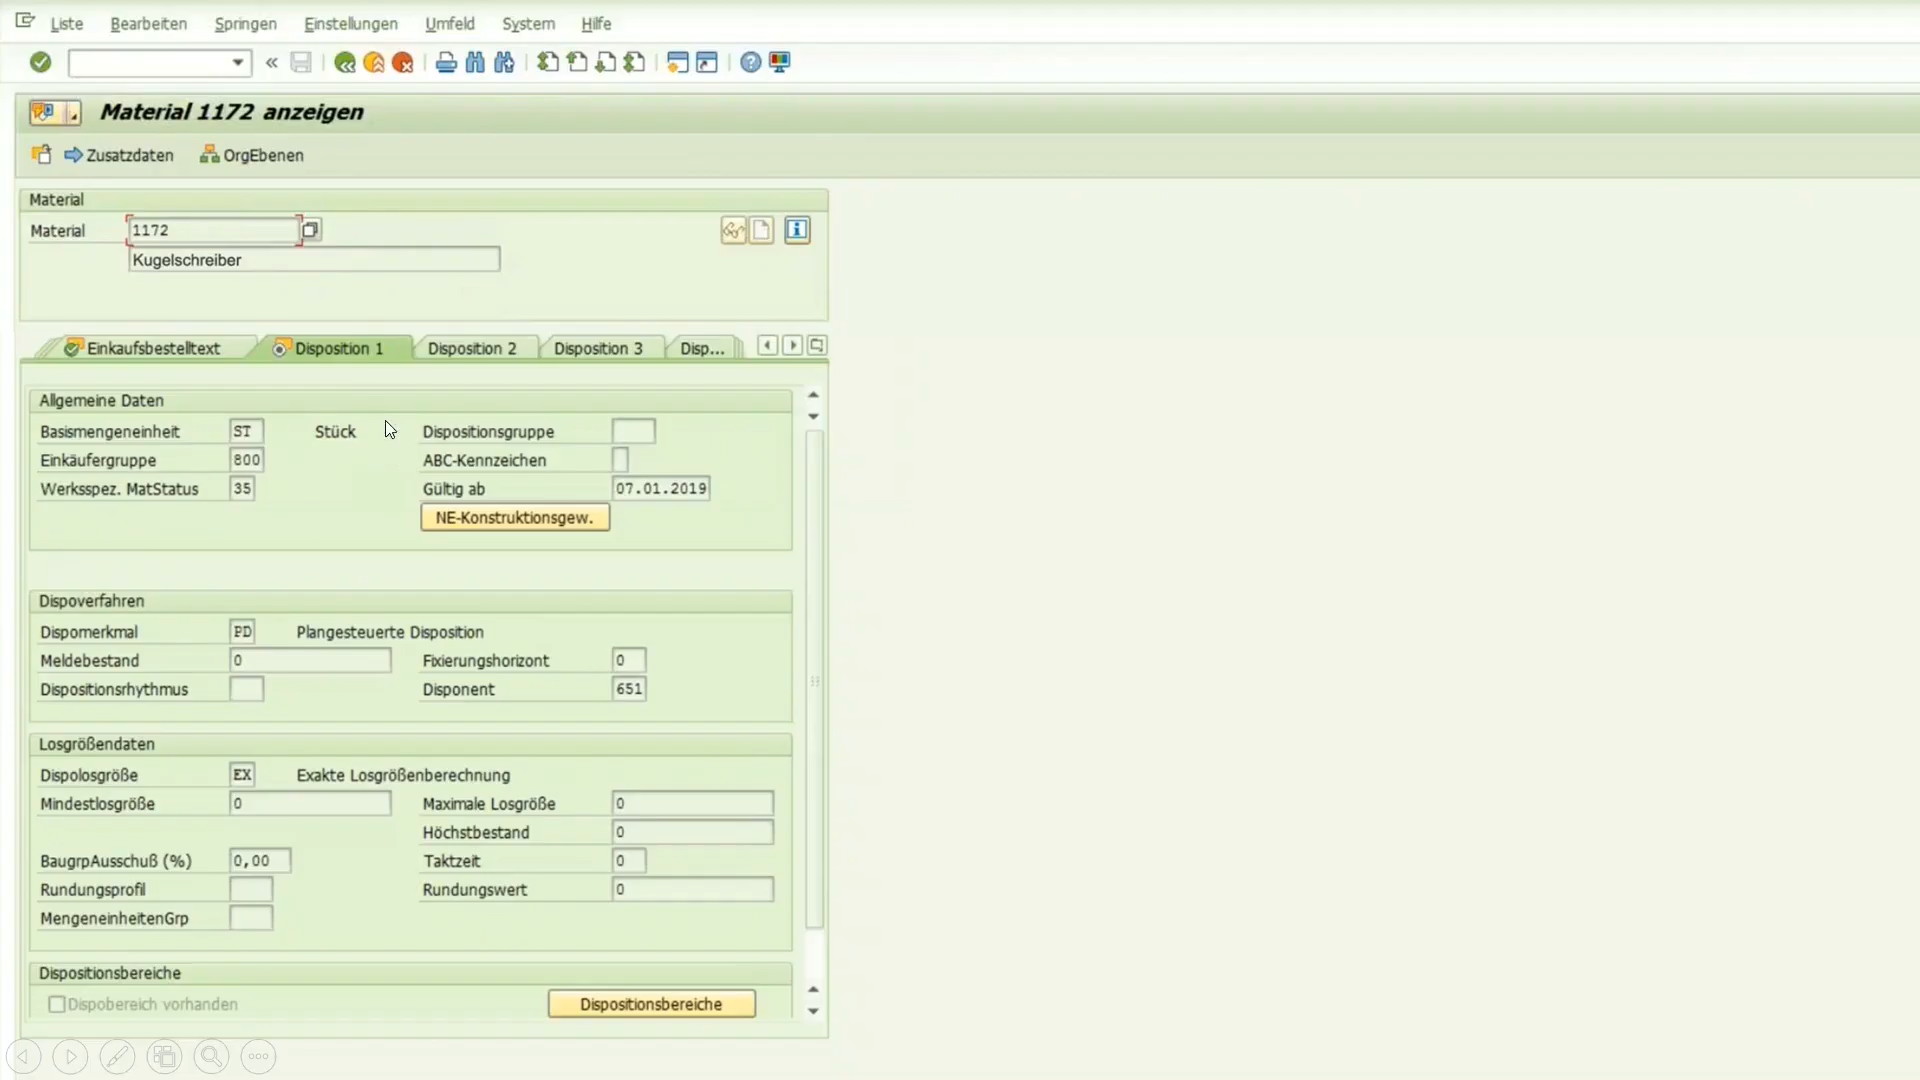 Liste Bearbeiten Springen Einstellungen Umfeld System Hilfe
Material 1172 anzeigen
Zusatzdaten OrgEbenen
Material
Material 1172
Kugelschreiber
Einkaufsbestelltext Disposition 1 Disposition 2 Disposition 3 Disp...
Allgemeine Daten
Basismengeneinheit ST Stück Dispositionsgruppe
Einkäufergruppe 800 ABC-Kennzeichen
Werksspez. MatStatus 35 Gültig ab 07.01.2019
NE-Konstruktionsgew.
Dispoverfahren
Dispomerkmal PD Plangesteuerte Disposition
Meldebestand 0 Fixierungshorizont 0
Dispositionsrhythmus Disponent 651
Losgrößendaten
Dispolosgröße EX Exakte Losgrößenberechnung
Mindestlosgröße 0 Maximale Losgröße 0
Höchstbestand 0
BaugrpAusschuß (%) 0,00 Taktzeit 0
Rundungsprofil Rundungswert 0
MengeneinheitenGrp
Dispositionsbereiche
Dispobereich vorhanden Dispositionsbereiche